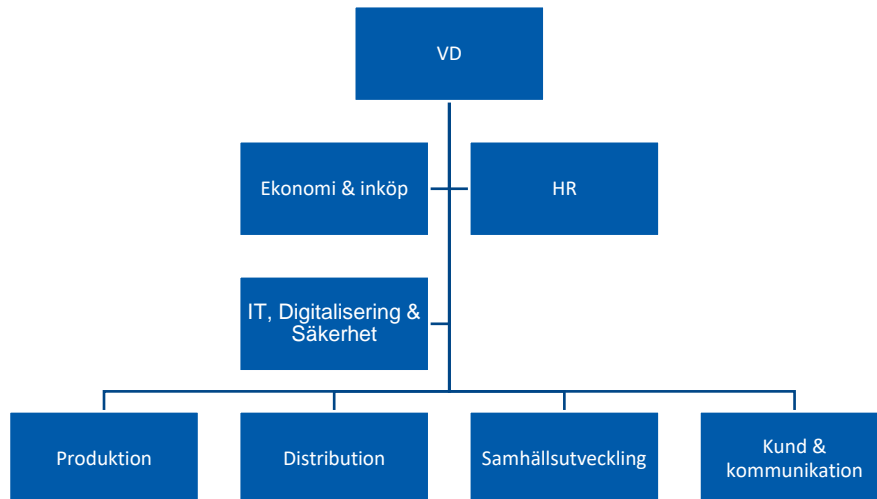 VD
Ekonomi & inköp
HR
IT, Digitalisering &
Säkerhet
Produktion
Distribution
Samhällsutveckling
Kund &
kommunikation